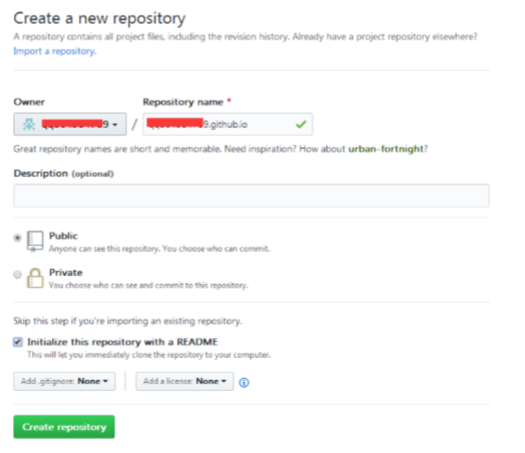 Create a new repository
A repository contains all project files, including the revision history. Already have a project repository elsewhere?
Import a repository.
Owner
Repository name *
9
/
9.github.io
Great repository names are short and memorable. Need inspiration? How about urban-fortnight?
Description (optional)
Public
Anyone can see this repository. You choose who can commit.
Private
You choose who can see and commit to this repository.
Skip this step if you're importing an existing repository.
Initialize this repository with a README
This will let you immediately clone the repository to your computer.
Add .gitignore: None
Add a license: None
Create repository